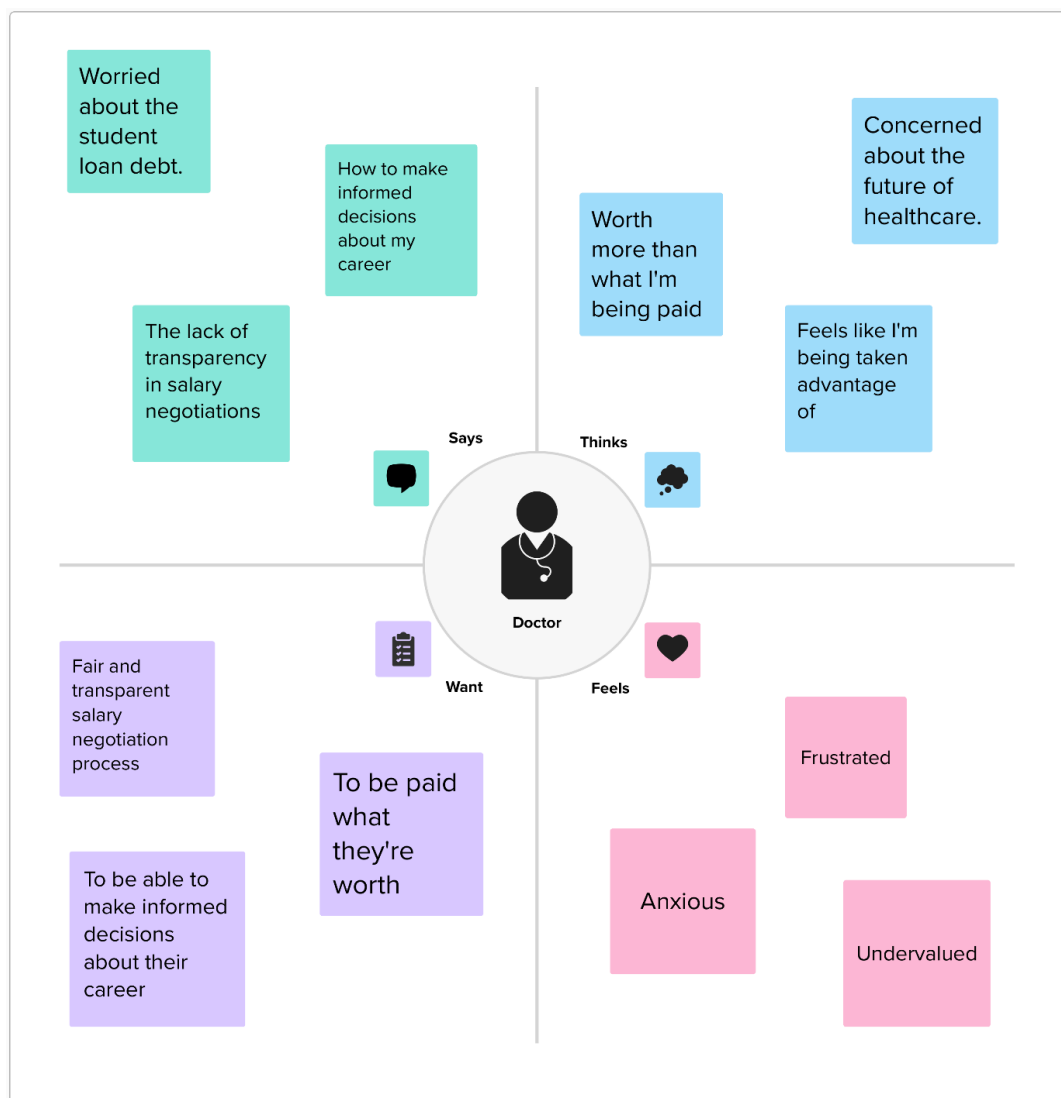 Worried
about the
student
loan debt.
How to make
informed
decisions
about my
career
The lack of
transparency
in salary
negotiations
Says
Concerned
about the
future of
healthcare.
Worth
more than
what I'm
being paid
Feels like I'm
being taken
advantage
of
Thinks
Doctor
Want
Fair and
transparent
salary
negotiation
process
To be paid
what
they're
worth
To be able to
make informed
decisions
about their
career
Feels
Frustrated
Anxious
Undervalued